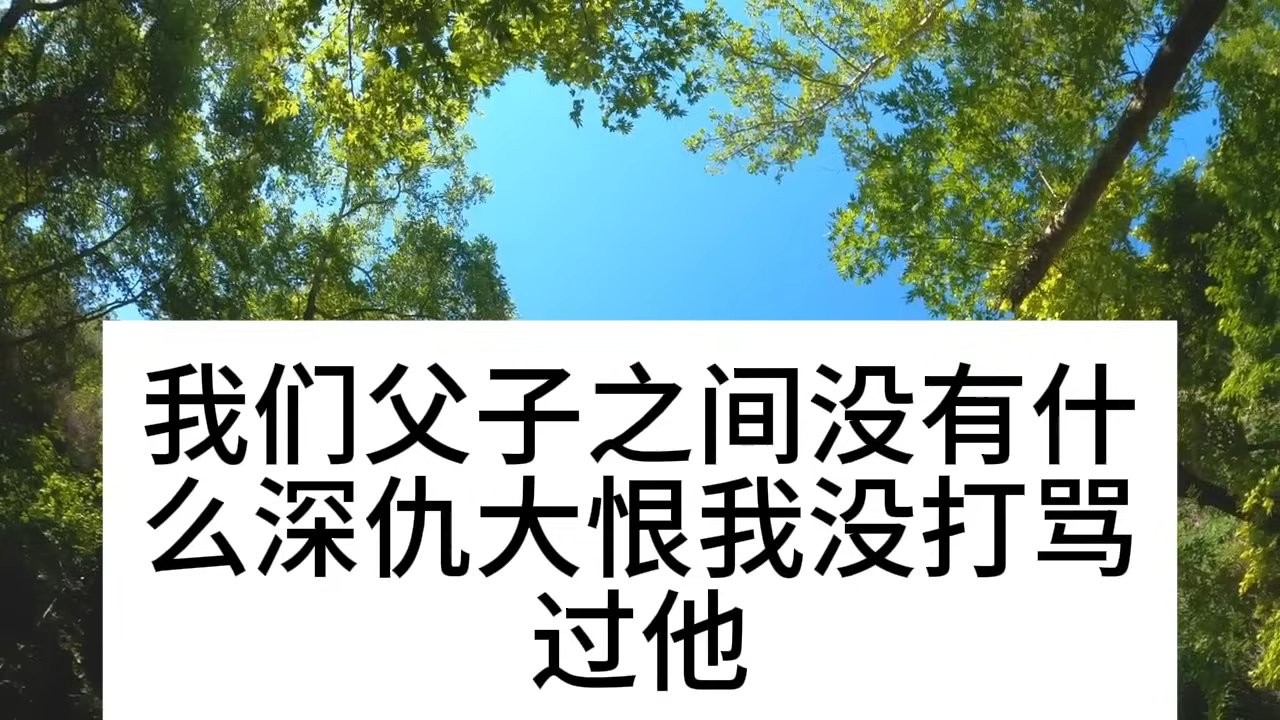 我们父子之间没有什
么深仇大恨我没打骂
过他